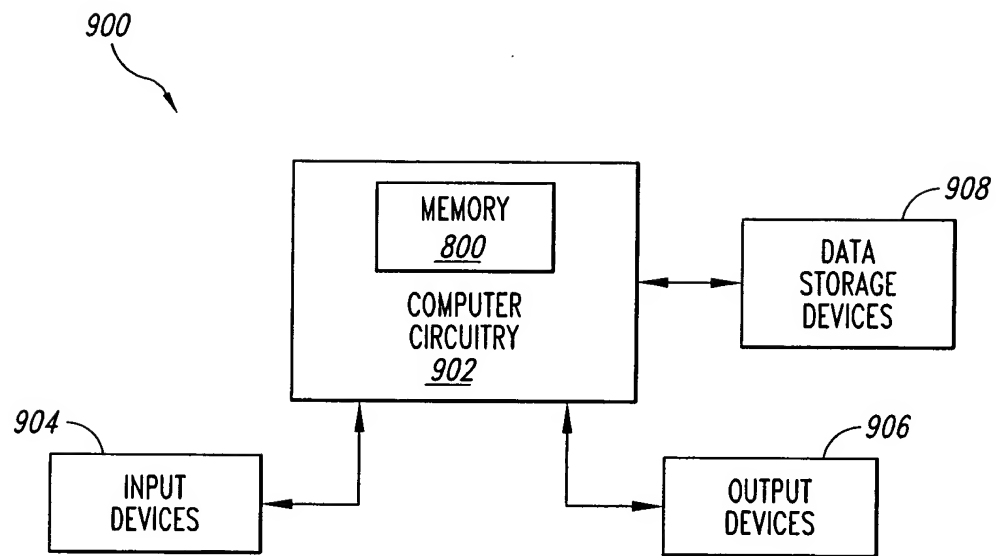 900
MEMORY
800
COMPUTER
CIRCUITRY
902
908
DATA
STORAGE
DEVICES
904
INPUT
DEVICES
906
OUTPUT
DEVICES